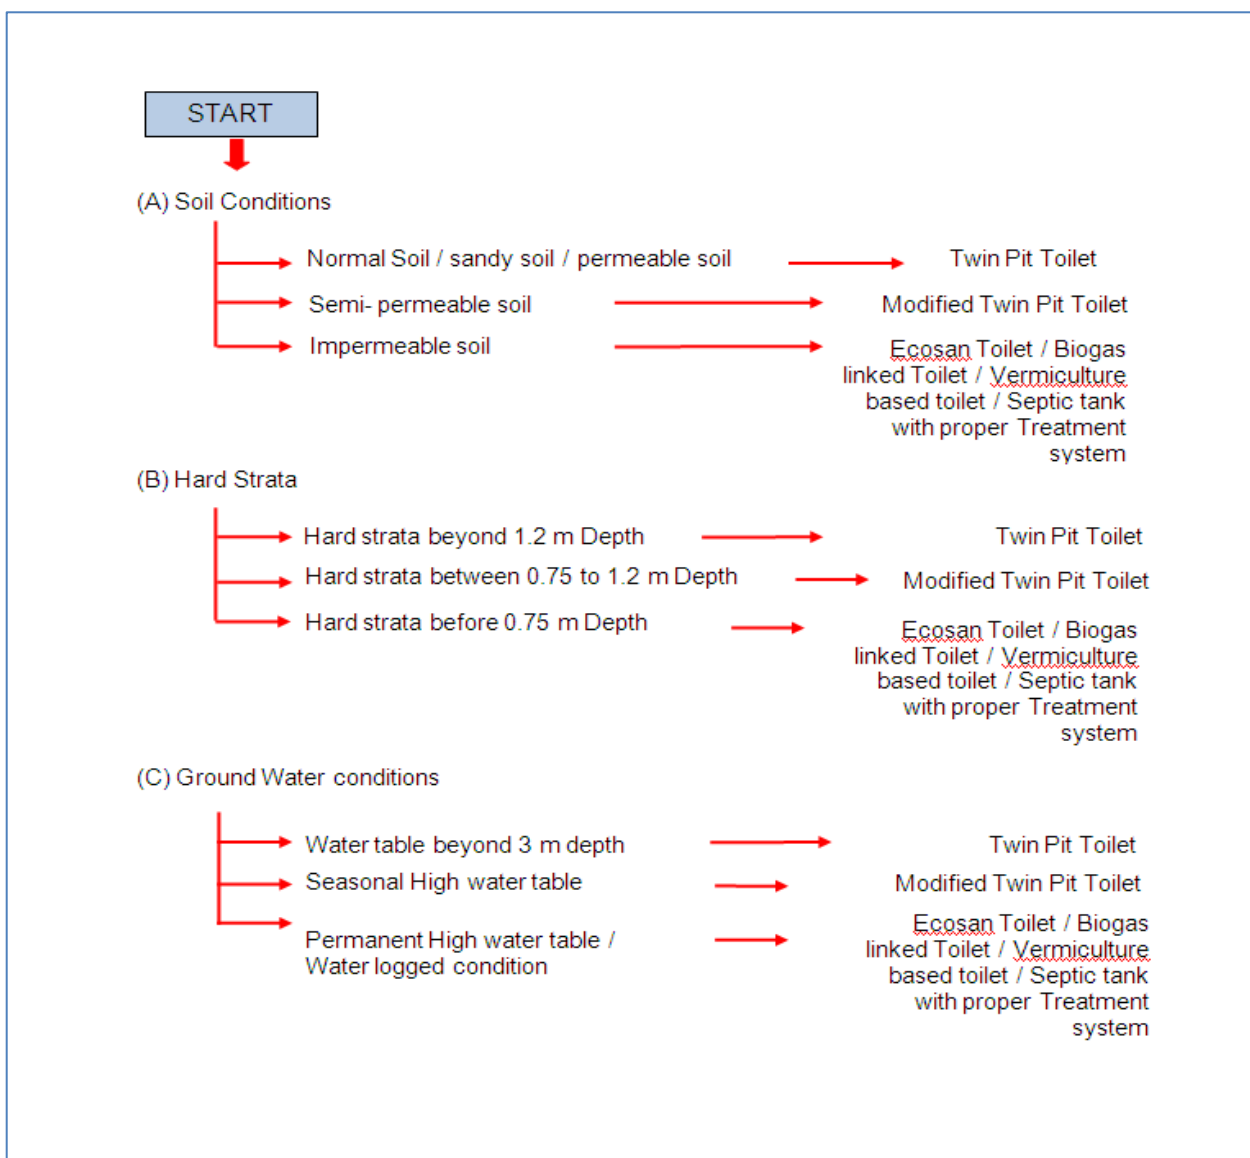 START
(A) Soil Conditions
Normal Soil / sandy soil / permeable soil
Twin Pit Toilet
Semi- permeable soil
Modified Twin Pit Toilet
Impermeable soil
Ecosan Toilet / Biogas
linked Toilet / Vermiculture
based toilet / Septic tank
with proper Treatment
system
(B) Hard Strata
Hard strata beyond 1.2 m Depth
Twin Pit Toilet
Hard strata between 0.75 to 1.2 m Depth
Modified Twin Pit Toilet
Hard strata before 0.75 m Depth
Ecosan Toilet / Biogas
linked Toilet / Vermiculture
based toilet / Septic tank
with proper Treatment
system
(C) Ground Water conditions
Water table beyond 3 m depth
Twin Pit Toilet
Seasonal High water table
Modified Twin Pit Toilet
Permanent High water table /
Water logged condition
Ecosan Toilet / Biogas
linked Toilet / Vermiculture
based toilet / Septic tank
with proper Treatment
system